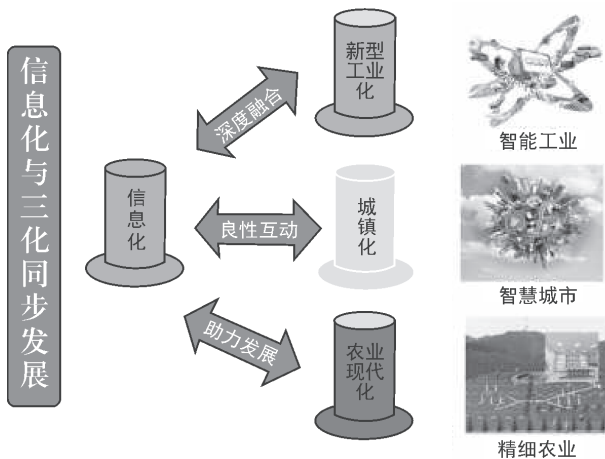 信息化与三化同步发展
新型
工业
化
深度融合
智能工业
信息化
良性互动
城镇化
智慧城市
助力发展
农业
现代
化
精细农业